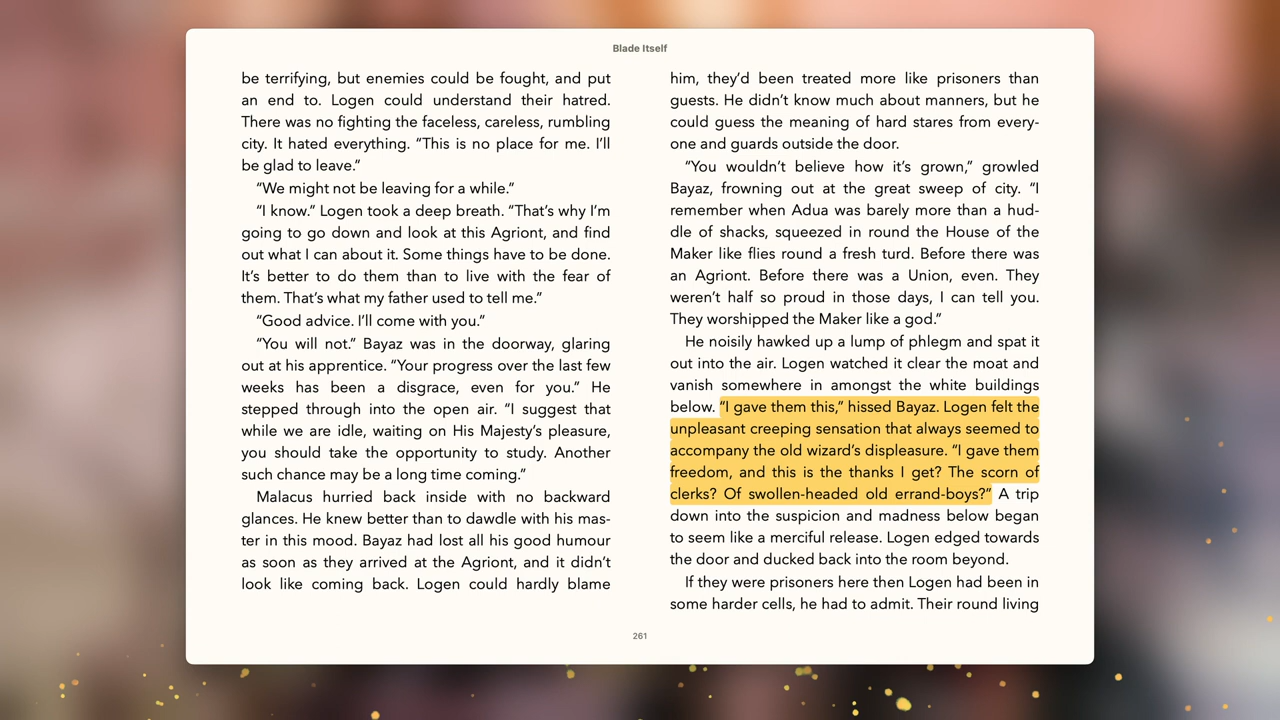 Blade Itself
be terrifying, but enemies could be fought, and put
an end to. Logen could understand their hatred.
There was no fighting the faceless, careless, rumbling
city. It hated everything. “This is no place for me. I’ll
be glad to leave.”
“We might not be leaving for a while.”
“I know.” Logen took a deep breath. “That’s why I’m
going to go down and look at this Agriont, and find
out what I can about it. Some things have to be done.
It’s better to do them than to live with the fear of
them. That’s what my father used to tell me.”
“Good advice. I’ll come with you.”
“You will not.” Bayaz was in the doorway, glaring
out at his apprentice. “Your progress over the last few
weeks has been a disgrace, even for you.” He
stepped through into the open air. “I suggest that
while we are idle, waiting on His Majesty’s pleasure,
you should take the opportunity to study. Another
such chance may be a long time coming.”
Malacus hurried back inside with no backward
glances. He knew better than to dawdle with his mas-
ter in this mood. Bayaz had lost all his good humour
as soon as they arrived at the Agriont, and it didn’t
look like coming back. Logen could hardly blame
him, they’d been treated more like prisoners than
guests. He didn’t know much about manners, but he
could guess the meaning of hard stares from every-
one and guards outside the door.
“You wouldn’t believe how it’s grown,” growled
Bayaz, frowning out at the great sweep of city. “I
remember when Adua was barely more than a hud-
dle of shacks, squeezed in round the House of the
Maker like flies round a fresh turd. Before there was
an Agriont. Before there was a Union, even. They
weren’t half so proud in those days, I can tell you.
They worshipped the Maker like a god.”
He noisily hawked up a lump of phlegm and spat it
out into the air. Logen watched it clear the moat and
vanish somewhere in amongst the white buildings
below. “I gave them this,” hissed Bayaz. Logen felt the
unpleasant creeping sensation that always seemed to
accompany the old wizard’s displeasure. “I gave them
freedom, and this is the thanks I get? The scorn of
clerks? Of swollen-headed old errand-boys?” A trip
down into the suspicion and madness below began
to seem like a merciful release. Logen edged towards
the door and ducked back into the room beyond.
If they were prisoners here then Logen had been in
some harder cells, he had to admit. Their round living
261